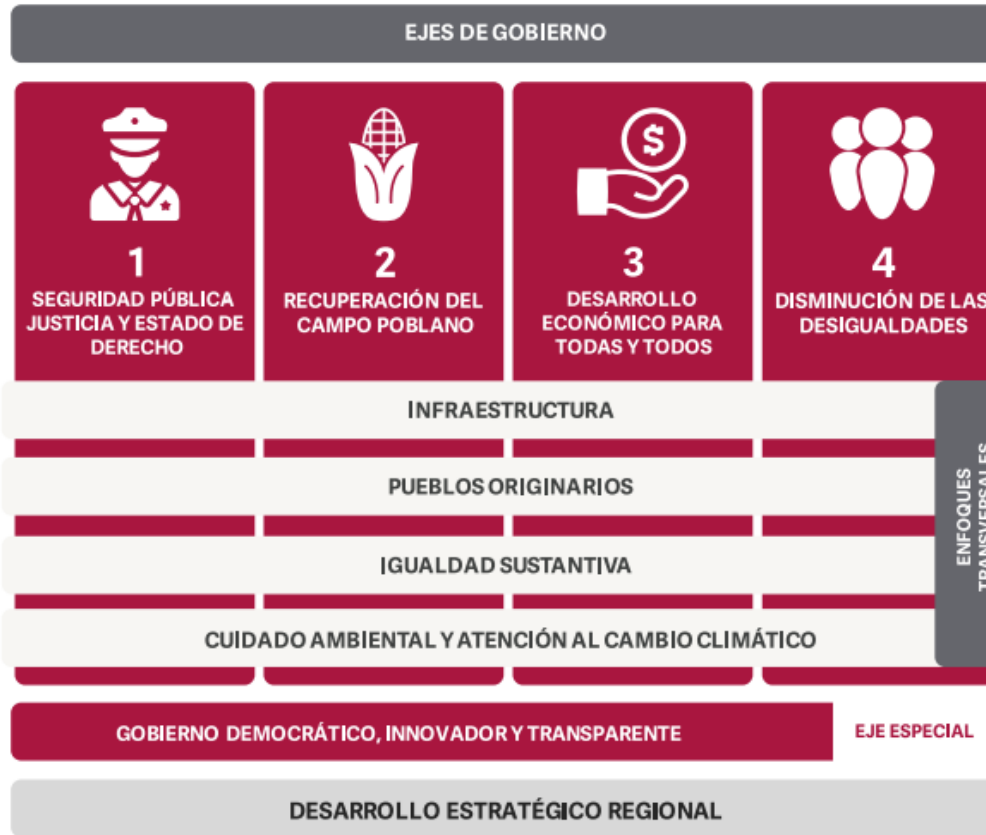 EJES DE GOBIERNO
1
SEGURIDAD PÚBLICA
JUSTICIA Y ESTADO DE
DERECHO
2
RECUPERACIÓN DEL
CAMPO POBLANO
$
3
DESARROLLO
ECONÓMICO PARA
TODAS Y TODOS
4
DISMINUCIÓN DE LAS
DESIGUALDADES
INFRAESTRUCTURA
PUEBLOS ORIGINARIOS
IGUALDAD SUSTANTIVA
CUIDADO AMBIENTAL Y ATENCIÓN AL CAMBIO CLIMÁTICO
ENFOQUES
TRANSVERSALES
GOBIERNO DEMOCRÁTICO, INNOVADOR Y TRANSPARENTE
EJE ESPECIAL
DESARROLLO ESTRATÉGICO REGIONAL